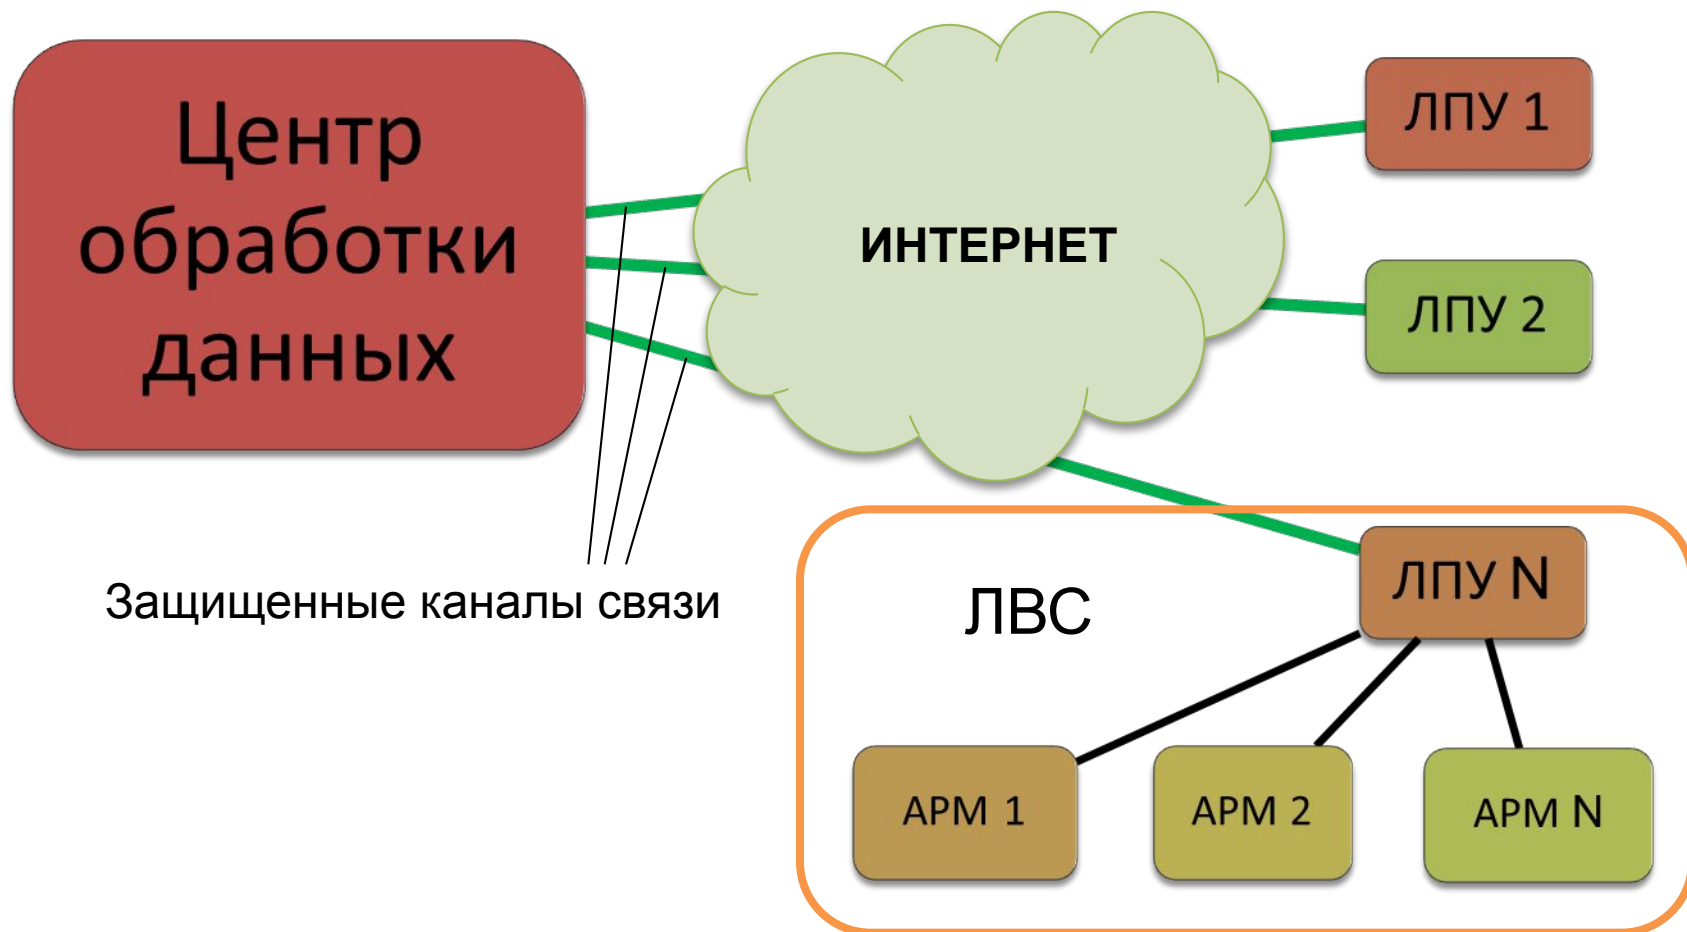 Центр
обработки
данных
ИНТЕРНЕТ
ЛПУ 1
ЛПУ 2
Защищенные каналы связи
ЛВС
ЛПУ N
АРМ 1
АРМ 2
АРМ N